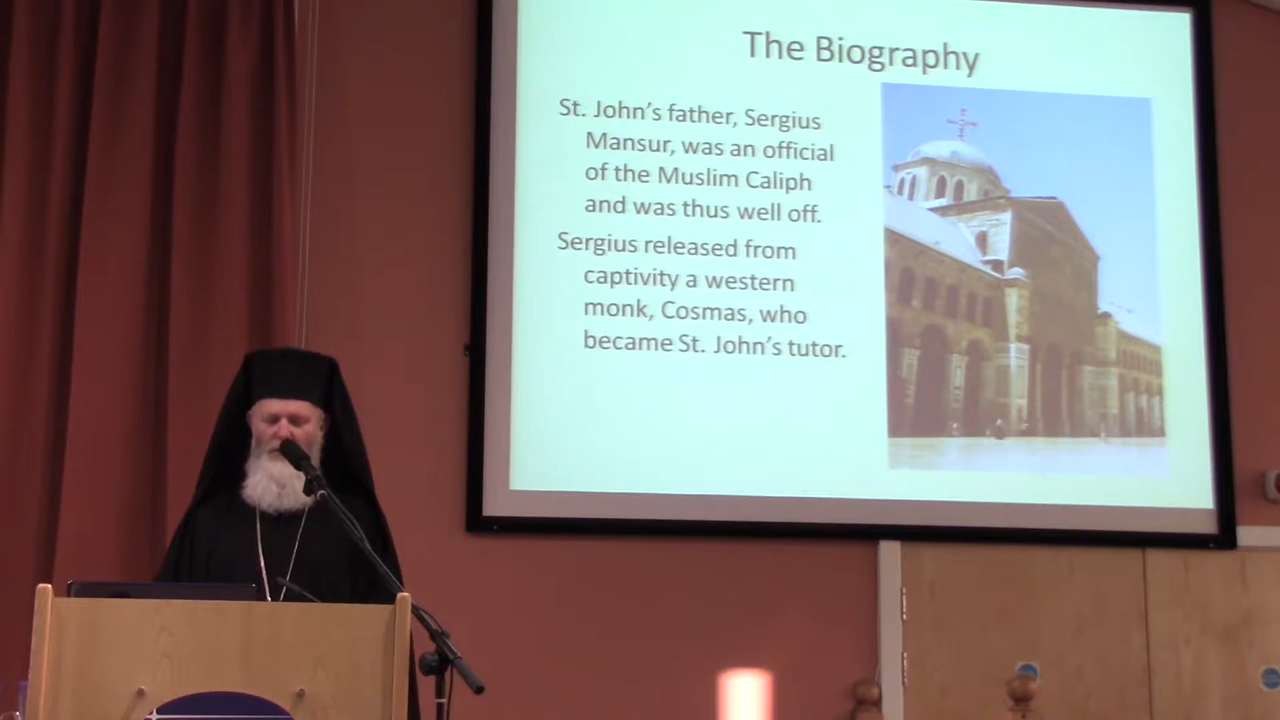 The Biography
St. John's father, Sergius
Mansur, was an official
of the Muslim Caliph
and was thus well off.
Sergius released from
captivity a western
monk, Cosmas, who
became St. John's tutor.